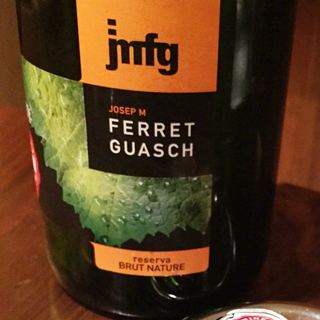 jmfg
JOSEP M
FERRET
GUASCH
reserva
BRUT NATURE